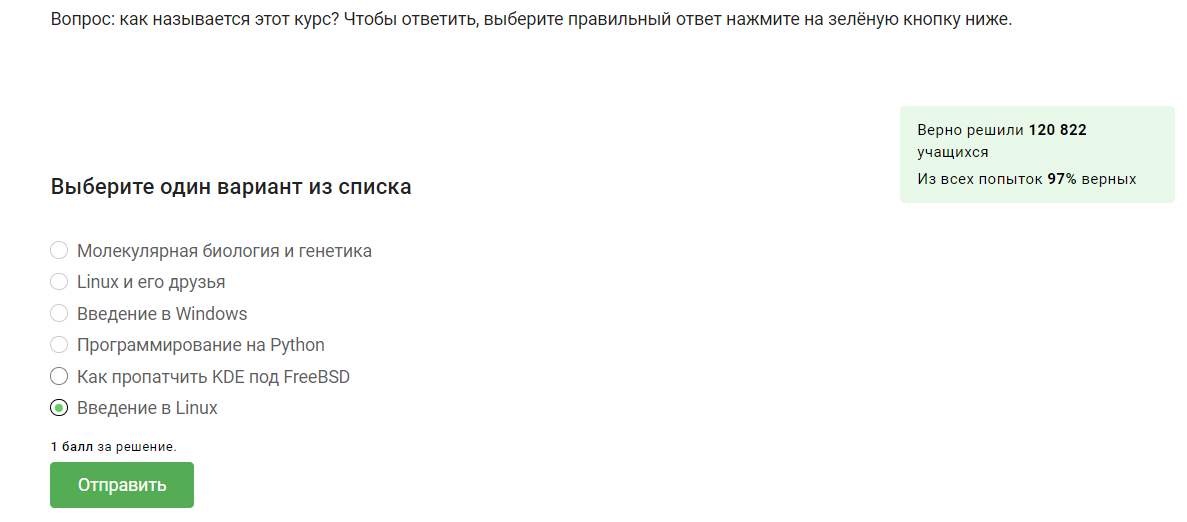 Вопрос: как называется этот курс? Чтобы ответить, выберите правильный ответ нажмите на зелёную кнопку ниже.
Верно решили 120 822
учащихся
Из всех попыток 97% верных
Выберите один вариант из списка
Молекулярная биология и генетика
Linux и его друзья
Введение в Windows
Программирование на Python
Как пропатчить KDE под FreeBSD
Введение в Linux
1 балл за решение.
Отправить